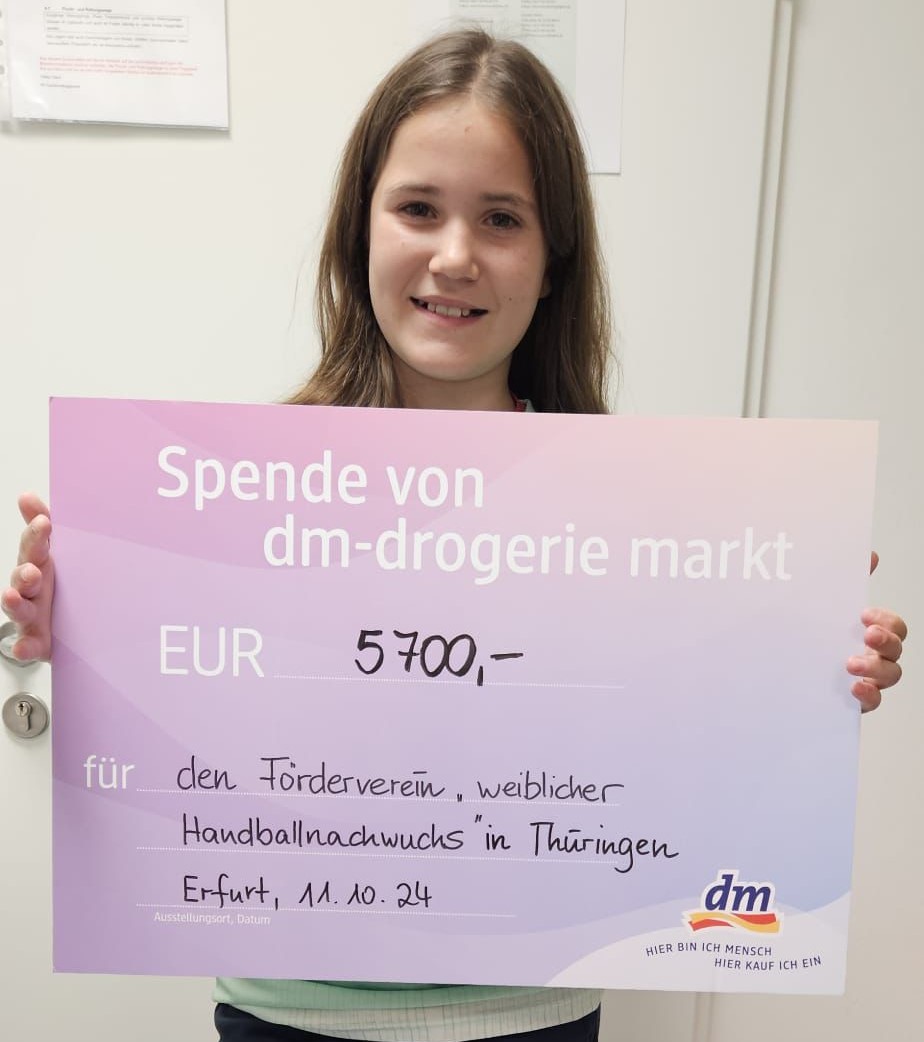 Spende von
dm-drogerie markt
EUR 5700,-
für den Förderverein „weiblicher
Handballnachwuchs" in Thüringen
Erfurt, 11.10.24
Ausstellungsort, Datum
dm
HIER BIN ICH MENSCH
HIER KAUF ICH EIN